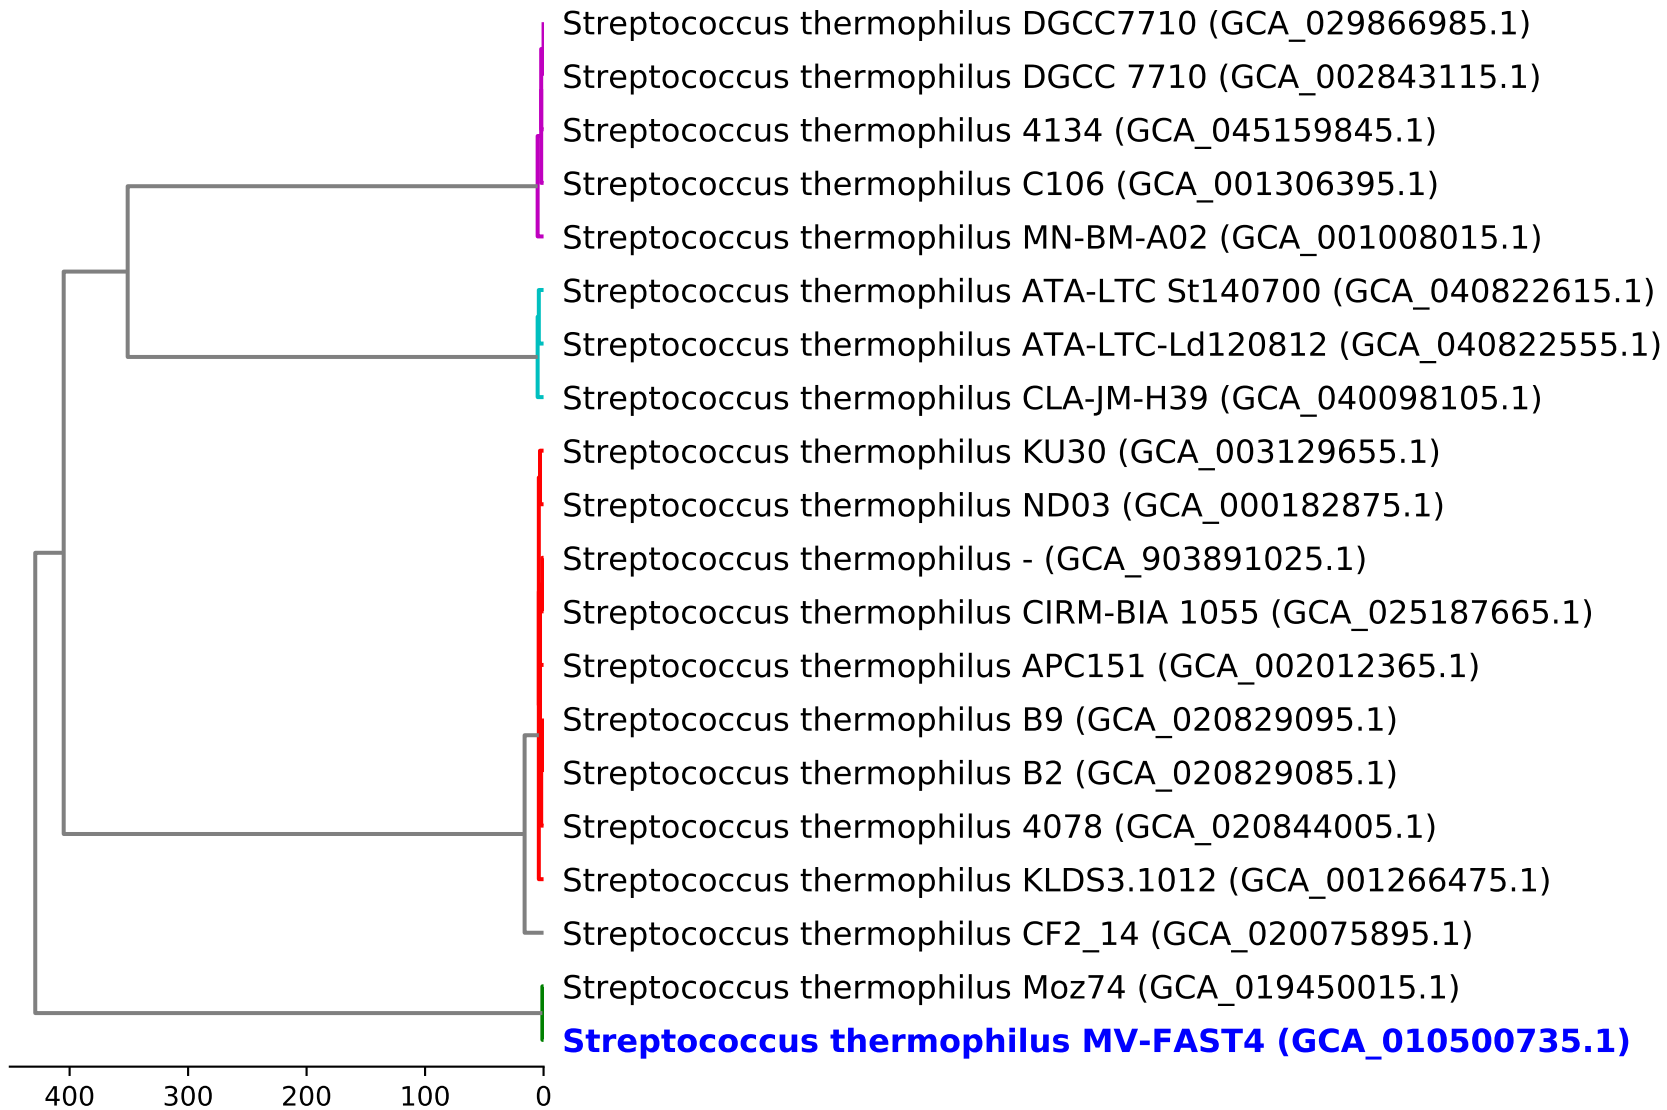 Streptococcus thermophilus DGCC7710 (GCA_029866985.1)
Streptococcus thermophilus DGCC 7710 (GCA_002843115.1)
Streptococcus thermophilus 4134 (GCA_045159845.1)
Streptococcus thermophilus C106 (GCA_001306395.1)
Streptococcus thermophilus MN-BM-A02 (GCA_001008015.1)
Streptococcus thermophilus ATA-LTC St140700 (GCA_040822615.1)
Streptococcus thermophilus ATA-LTC-Ld120812 (GCA_040822555.1)
Streptococcus thermophilus CLA-JM-H39 (GCA_040098105.1)
Streptococcus thermophilus KU30 (GCA_003129655.1)
Streptococcus thermophilus ND03 (GCA_000182875.1)
Streptococcus thermophilus - (GCA_903891025.1)
Streptococcus thermophilus CIRM-BIA 1055 (GCA_025187665.1)
Streptococcus thermophilus APC151 (GCA_002012365.1)
Streptococcus thermophilus B9 (GCA_020829095.1)
Streptococcus thermophilus B2 (GCA_020829085.1)
Streptococcus thermophilus 4078 (GCA_020844005.1)
Streptococcus thermophilus KLDS3.1012 (GCA_001266475.1)
Streptococcus thermophilus CF2_14 (GCA_020075895.1)
Streptococcus thermophilus Moz74 (GCA_019450015.1)
Streptococcus thermophilus MV-FAST4 (GCA_010500735.1)
400 300 200 100 0